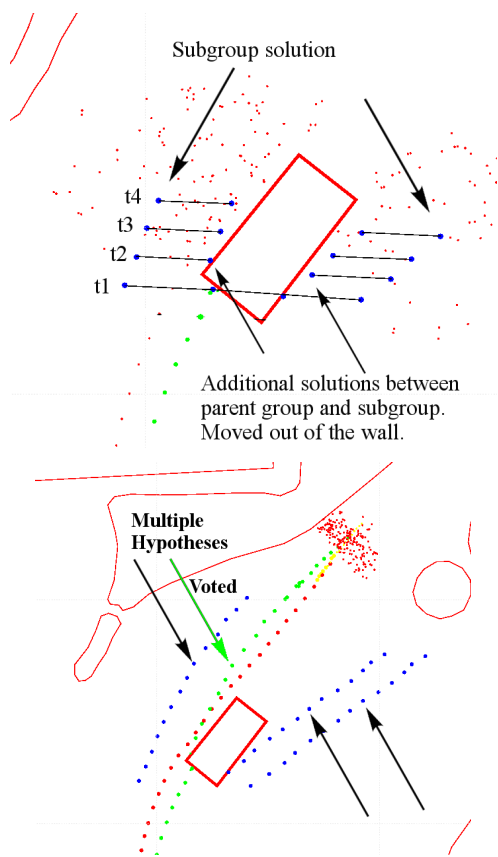 Subgroup solution
t4
t3
t2
t1
Additional solutions between
parent group and subgroup.
Moved out of the wall.
Multiple
Hypotheses
Voted